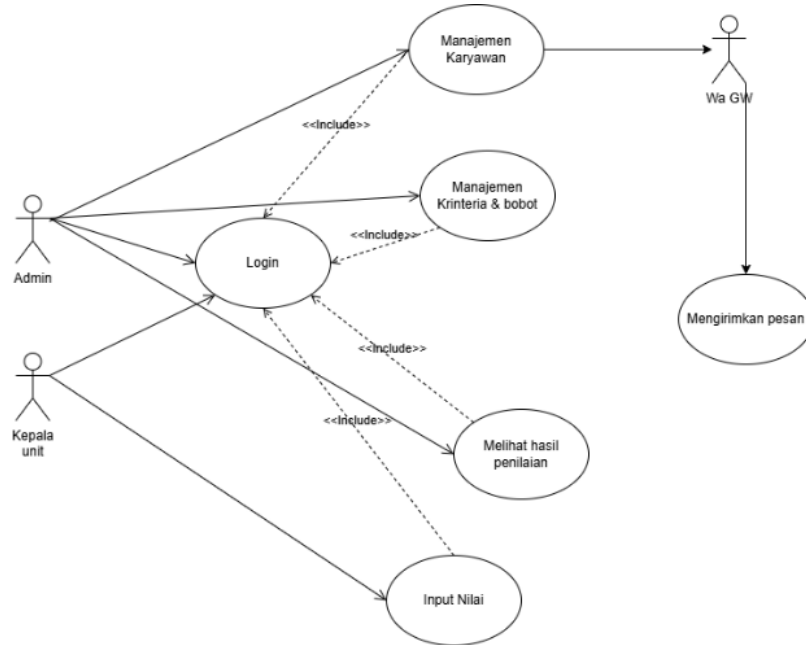 Manajemen
Karyawan
Wa GW
<<Include>>
Manajemen
Krinteria & bobot
<<Include>>
Admin
Login
Mengirimkan pesan
<<Include>>
Kepala
unit
<<Include>>
Melihat hasil
penilaian
Input Nilai